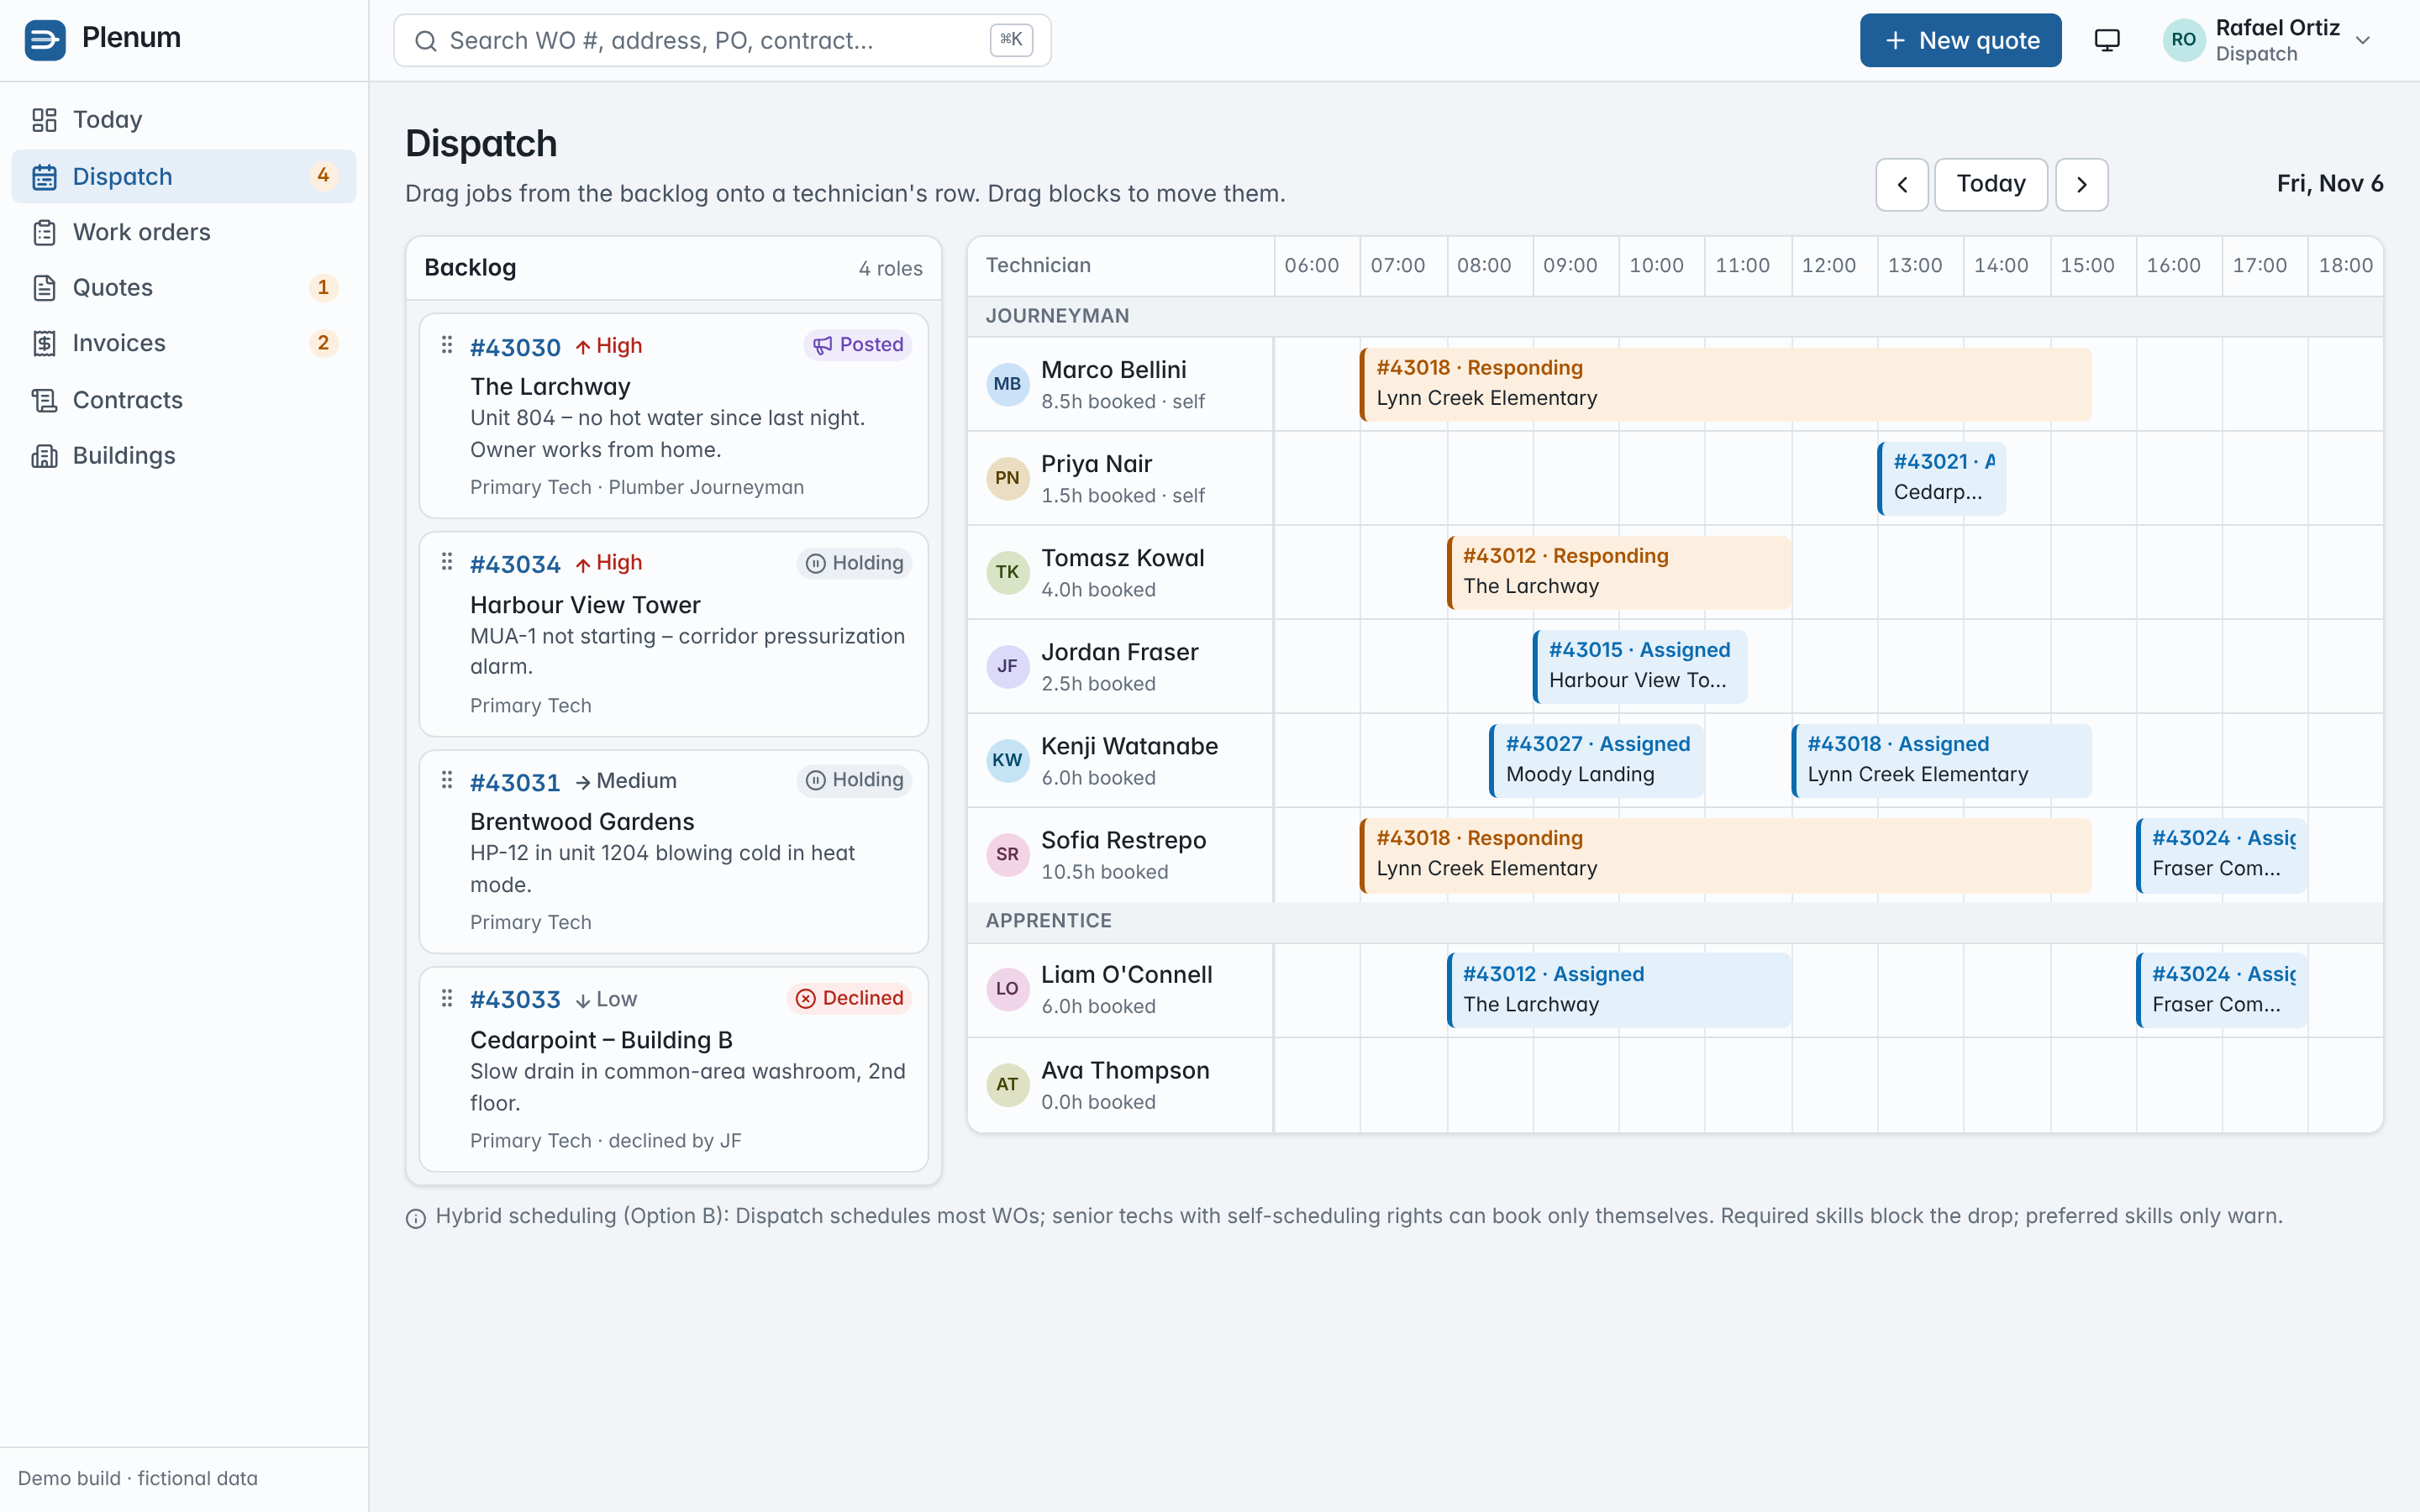 Plenum
Search WO #, address, PO, contract...
⌘K
New quote
RO
Rafael Ortiz
Dispatch
Today
Dispatch 4
Work orders
Quotes 1
Invoices 2
Contracts
Buildings
Demo build · fictional data
Dispatch
Drag jobs from the backlog onto a technician's row. Drag blocks to move them.
Today
Fri, Nov 6
Backlog 4 roles
#43030 High Posted
The Larchway
Unit 804 – no hot water since last night.
Owner works from home.
Primary Tech · Plumber Journeyman
#43034 High Holding
Harbour View Tower
MUA-1 not starting – corridor pressurization
alarm.
Primary Tech
#43031 Medium Holding
Brentwood Gardens
HP-12 in unit 1204 blowing cold in heat
mode.
Primary Tech
#43033 Low Declined
Cedarpoint – Building B
Slow drain in common-area washroom, 2nd
floor.
Primary Tech · declined by JF
Technician 06:00 07:00 08:00 09:00 10:00 11:00 12:00 13:00 14:00 15:00 16:00 17:00 18:00
JOURNEYMAN
MB
Marco Bellini
8.5h booked · self
#43018 · Responding
Lynn Creek Elementary
PN
Priya Nair
1.5h booked · self
#43021 · A
Cedarp...
TK
Tomasz Kowal
4.0h booked
#43012 · Responding
The Larchway
JF
Jordan Fraser
2.5h booked
#43015 · Assigned
Harbour View To...
KW
Kenji Watanabe
6.0h booked
#43027 · Assigned
Moody Landing
#43018 · Assigned
Lynn Creek Elementary
SR
Sofia Restrepo
10.5h booked
#43018 · Responding
Lynn Creek Elementary
#43024 · Assig
Fraser Com...
APPRENTICE
LO
Liam O'Connell
6.0h booked
#43012 · Assigned
The Larchway
#43024 · Assig
Fraser Com...
AT
Ava Thompson
0.0h booked
Hybrid scheduling (Option B): Dispatch schedules most WOs; senior techs with self-scheduling rights can book only themselves. Required skills block the drop; preferred skills only warn.